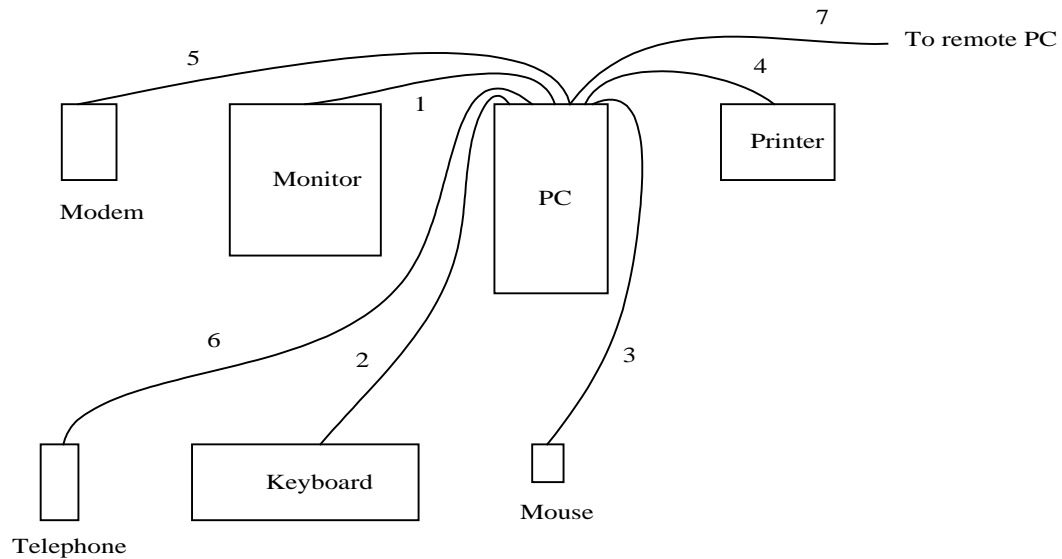 7
To remote PC
5
4
1
Printer
Monitor
PC
Modem
6
2
3
Keyboard
Mouse
Telephone